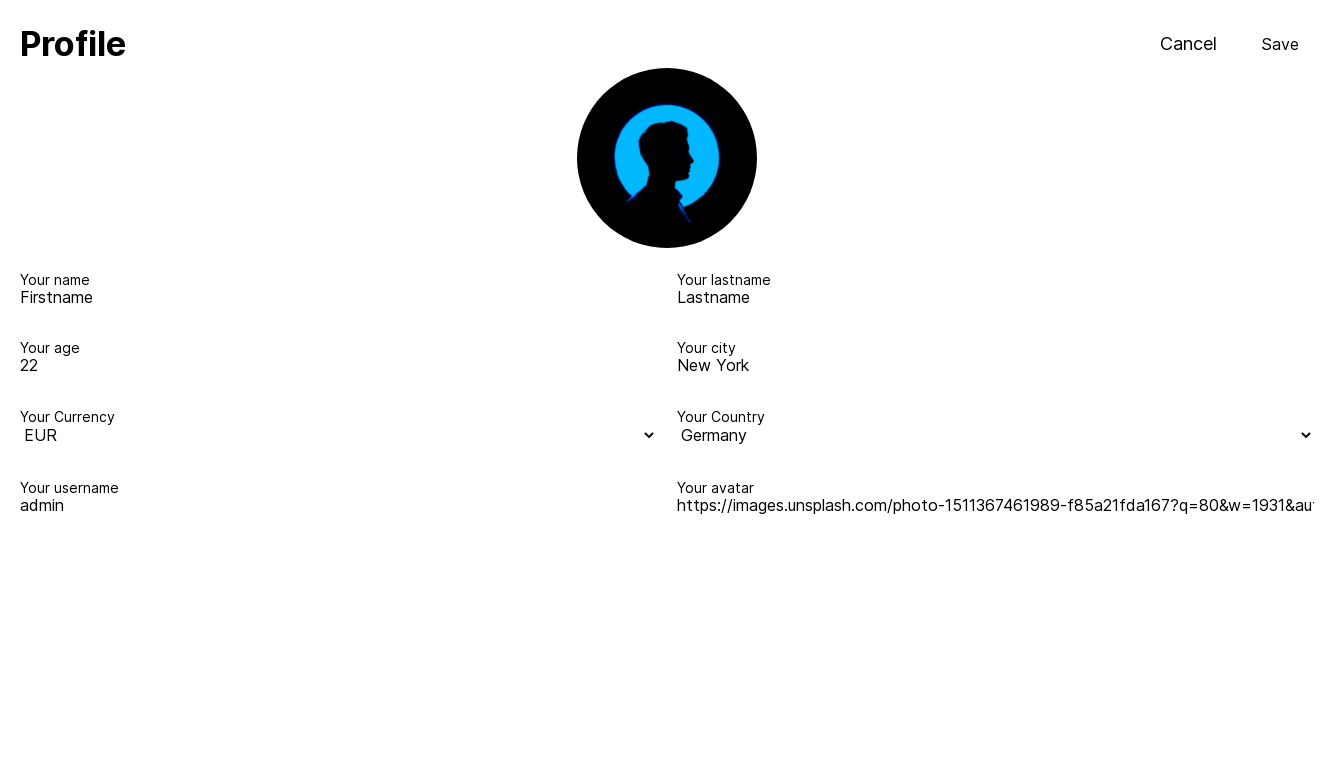 Profile
Cancel
Save
Your name
Firstname
Your lastname
Lastname
Your age
22
Your city
New York
Your Currency
EUR
Your Country
Germany
Your username
admin
Your avatar
https://images.unsplash.com/photo-1511367461989-f85a21fda167?q=80&w=1931&au